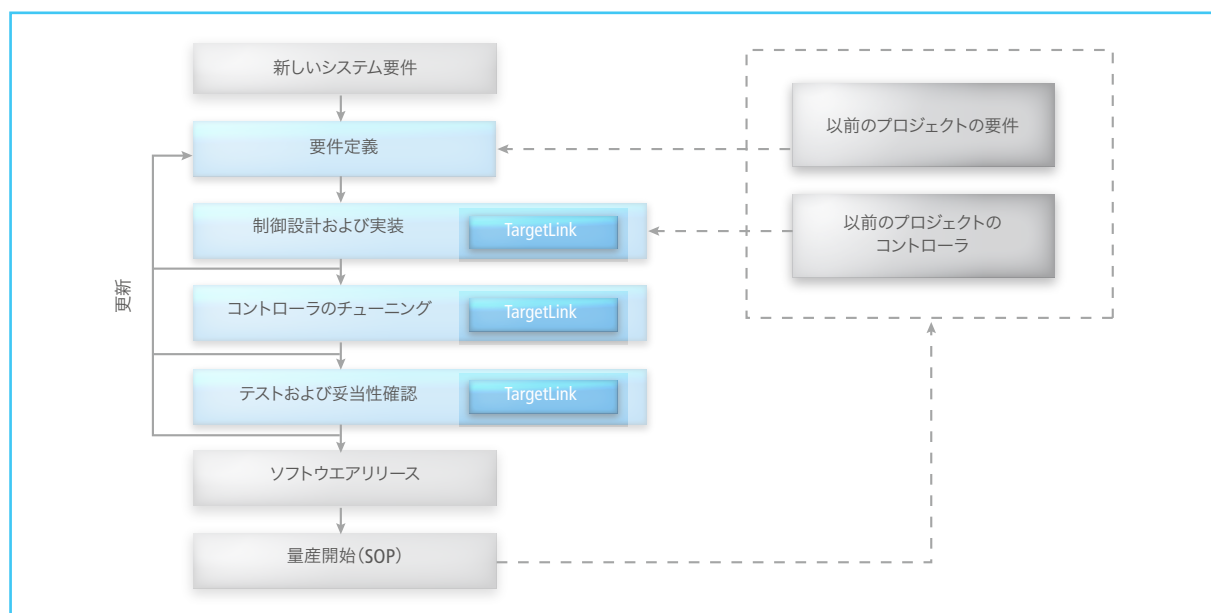 新しいシステム要件
要件定義
制御設計および実装
TargetLink
コントローラのチューニング
TargetLink
テストおよび妥当性確認
TargetLink
ソフトウエアリリース
量産開始(SOP)
更新
以前のプロジェクトの要件
以前のプロジェクトの
コントローラ